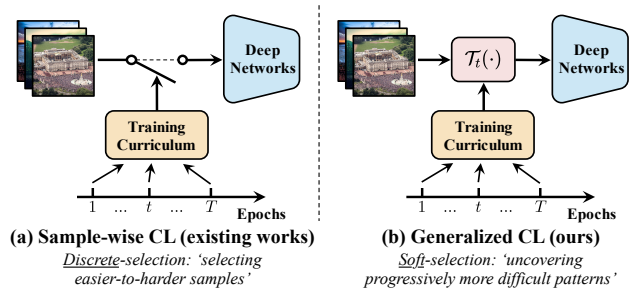 Deep
Networks
Training
Curriculum
1 ... t ... T
Epochs
(a) Sample-wise CL (existing works)
Discrete-selection: ‘selecting
easier-to-harder samples’
𝒯ₜ(·)
Deep
Networks
Training
Curriculum
1 ... t ... T
Epochs
(b) Generalized CL (ours)
Soft-selection: ‘uncovering
progressively more difficult patterns’